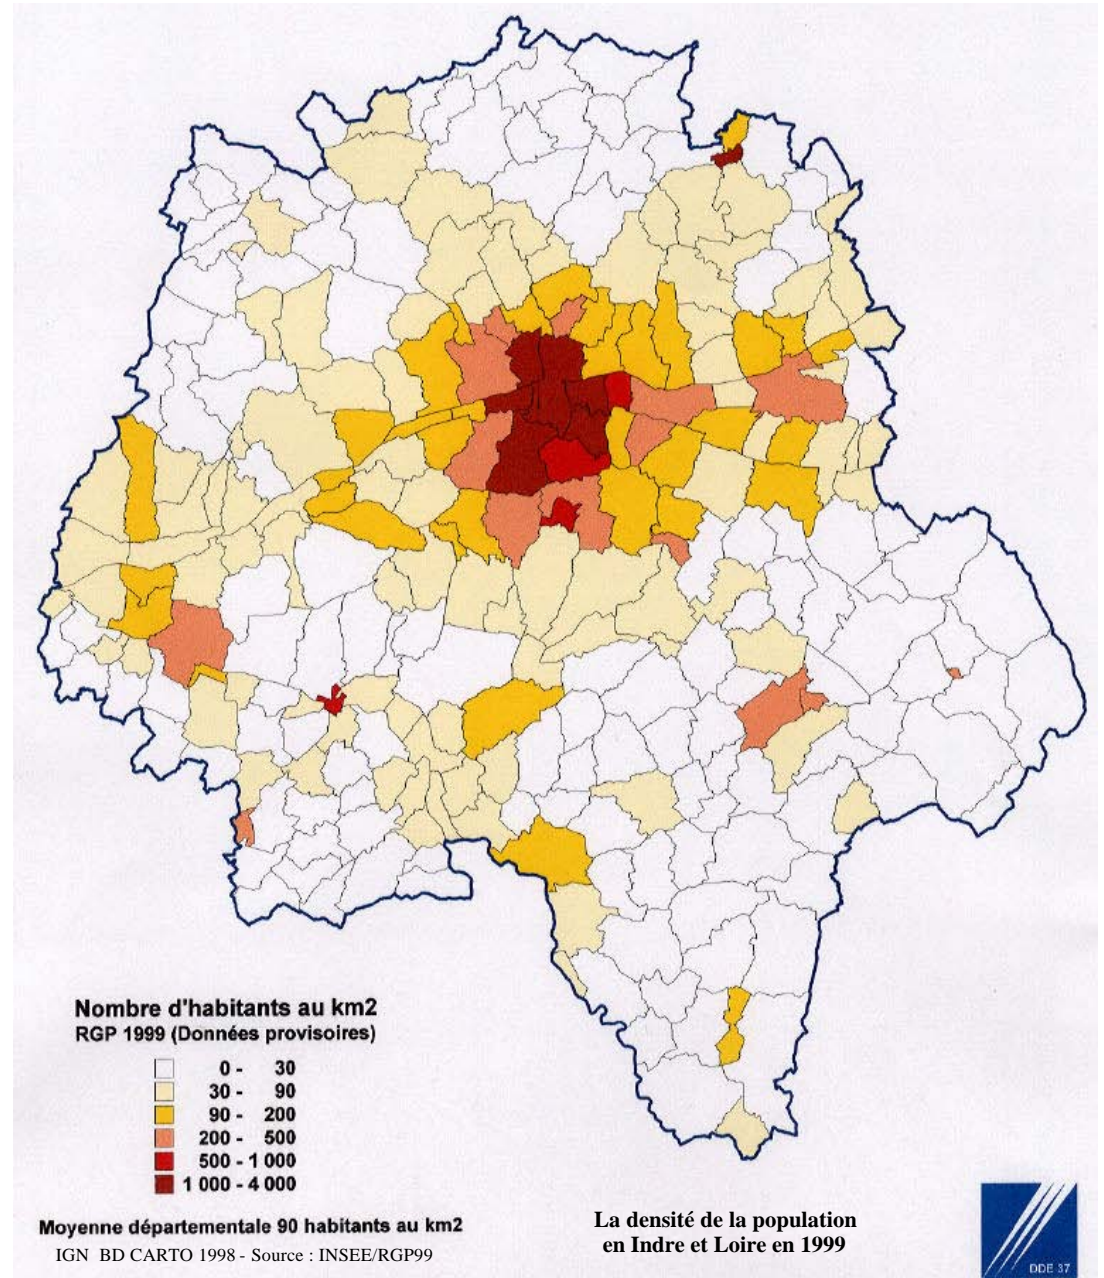 Nombre d'habitants au km2
RGP 1999 (Données provisoires)
0 - 30
30 - 90
90 - 200
200 - 500
500 - 1 000
1 000 - 4 000
Moyenne départementale 90 habitants au km2
IGN BD CARTO 1998 - Source : INSEE/RGP99
La densité de la population
en Indre et Loire en 1999
DDE 37